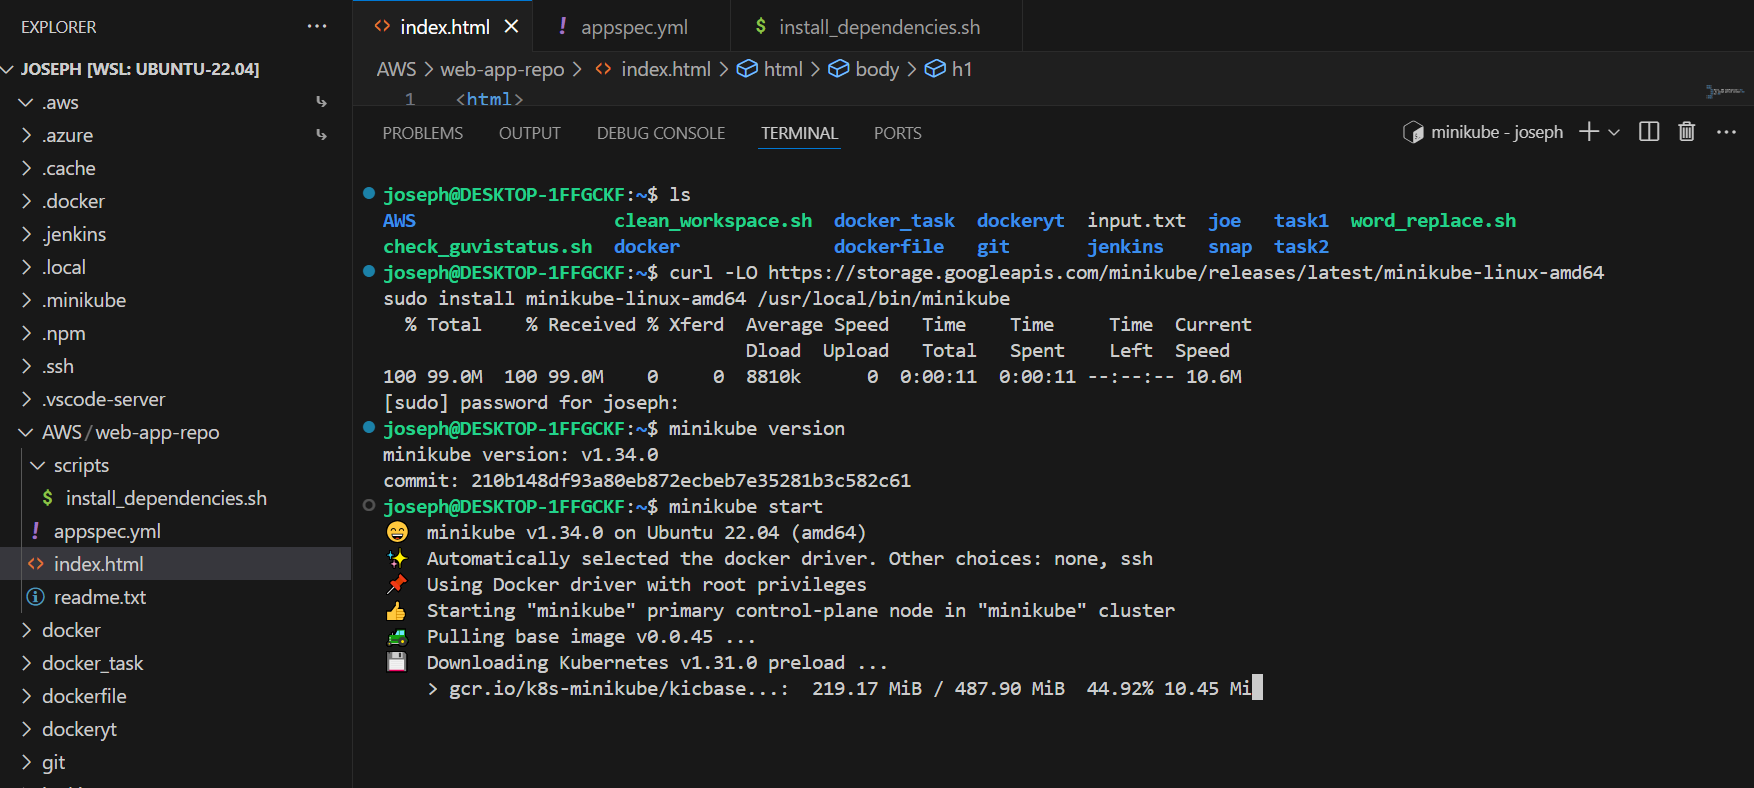 EXPLORER
JOSEPH [WSL: UBUNTU-22.04]
.aws
.azure
.cache
.docker
.jenkins
.local
.minikube
.npm
.ssh
.vscode-server
AWS/web-app-repo
scripts
$ install_dependencies.sh
! appspec.yml
<> index.html
readme.txt
docker
docker_task
dockerfile
dockeryt
git
<> index.html × ! appspec.yml $ install_dependencies.sh
AWS > web-app-repo > <> index.html > html > body > h1
1 <html>
PROBLEMS OUTPUT DEBUG CONSOLE TERMINAL PORTS
minikube - joseph
joseph@DESKTOP-1FFGCKF:~$ ls
AWS clean_workspace.sh docker_task dockeryt input.txt joe task1 word_replace.sh
check_guvistatus.sh docker dockerfile git jenkins snap task2
joseph@DESKTOP-1FFGCKF:~$ curl -LO https://storage.googleapis.com/minikube/releases/latest/minikube-linux-amd64
sudo install minikube-linux-amd64 /usr/local/bin/minikube
% Total % Received % Xferd Average Speed Time Time Time Current
Dload Upload Total Spent Left Speed
100 99.0M 100 99.0M 0 0 8810k 0 0:00:11 0:00:11 --:--:-- 10.6M
[sudo] password for joseph:
joseph@DESKTOP-1FFGCKF:~$ minikube version
minikube version: v1.34.0
commit: 210b148df93a80eb872ecbeb7e35281b3c582c61
joseph@DESKTOP-1FFGCKF:~$ minikube start
😄 minikube v1.34.0 on Ubuntu 22.04 (amd64)
✨ Automatically selected the docker driver. Other choices: none, ssh
📌 Using Docker driver with root privileges
👍 Starting "minikube" primary control-plane node in "minikube" cluster
🚜 Pulling base image v0.0.45 ...
💾 Downloading Kubernetes v1.31.0 preload ...
> gcr.io/k8s-minikube/kicbase...: 219.17 MiB / 487.90 MiB 44.92% 10.45 Mi